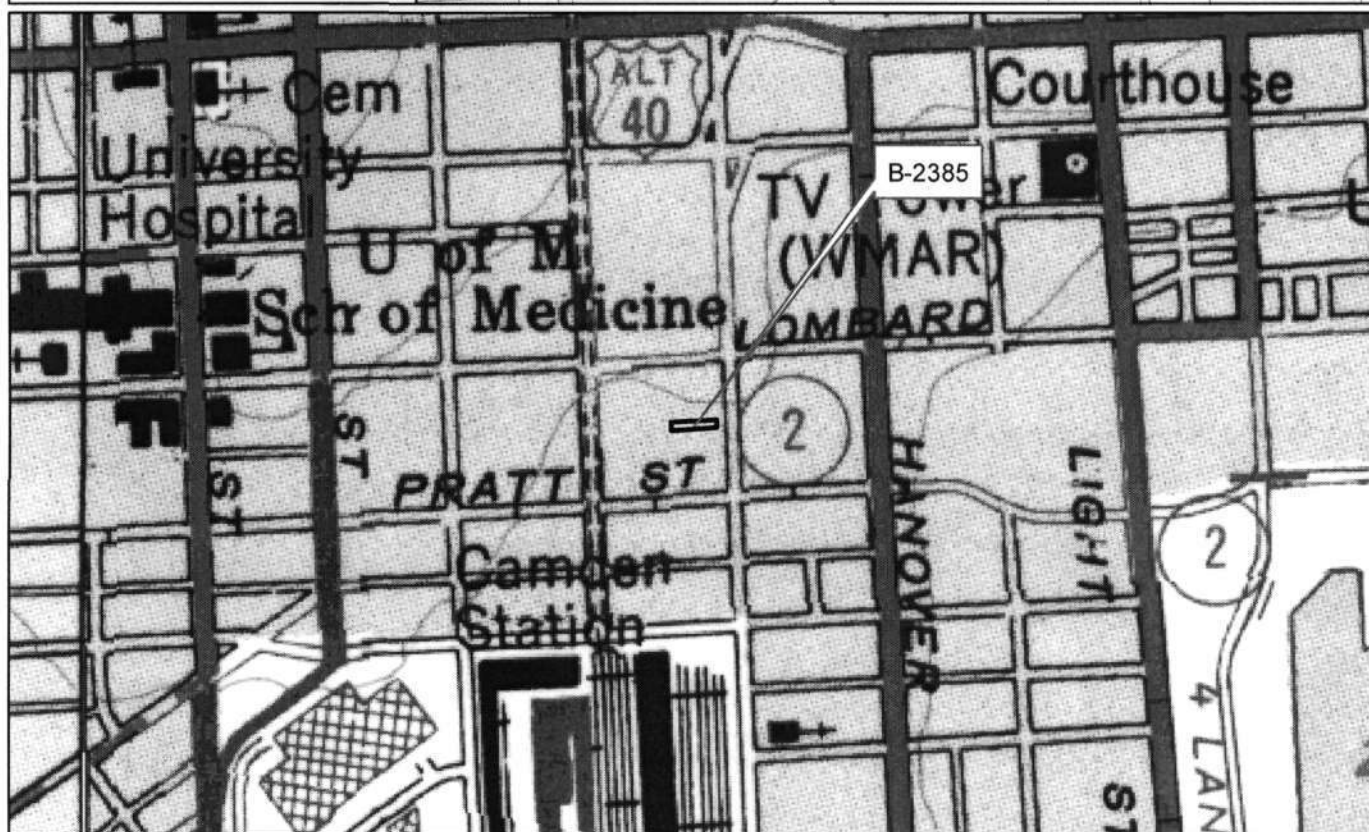 ALT
40
Courthouse
Cem
University
Hospital
B-2385
TV Tower
(WMAR)
U of M
Sch of Medicine
LOMBARD
2
ST
ST
PRATT ST
HANOVER
LIGHT
2
Camden
Station
4 LAN
ST
U